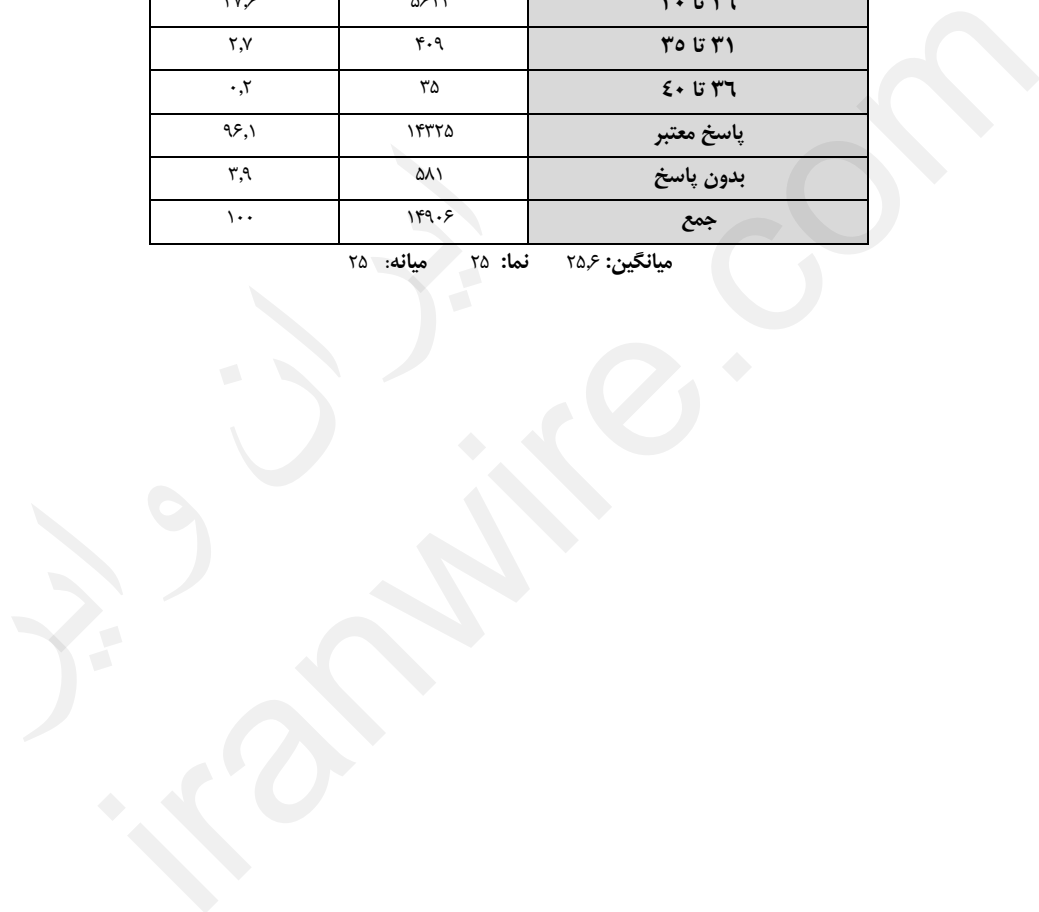 ۳۱ تا ۳۵ ۴۰۹ ۲٫۷
۳۶ تا ۴۰ ۳۵ ۰٫۲
پاسخ معتبر ۱۴۳۲۵ ۹۶٫۱
بدون پاسخ ۵۸۱ ۳٫۹
جمع ۱۴۹۰۶ ۱۰۰
میانگین: ۲۵٫۶ نما: ۲۵ میانه: ۲۵
ایران وایر
iranwire.com